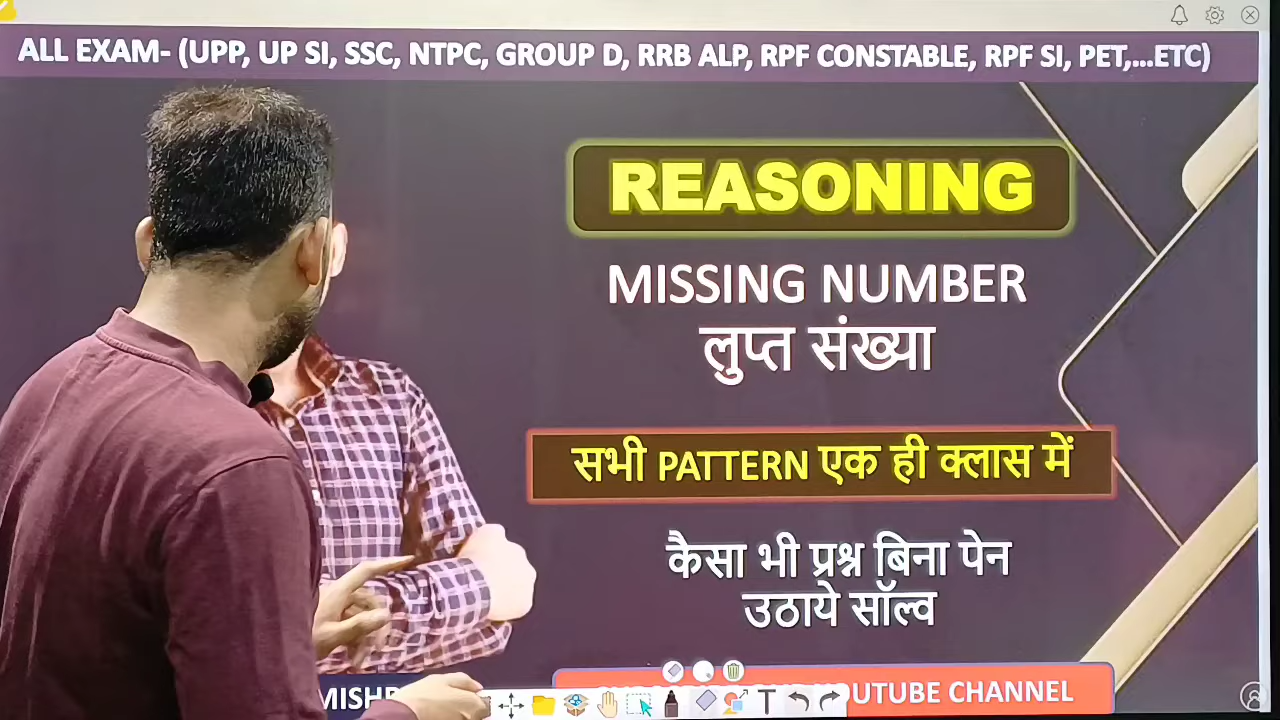 ALL EXAM- (UPP, UP SI, SSC, NTPC, GROUP D, RRB ALP, RPF CONSTABLE, RPF SI, PET,...ETC)
REASONING
MISSING NUMBER
लुप्त संख्या
सभी PATTERN एक ही क्लास में
कैसा भी प्रश्न बिना पेन
उठाये सॉल्व
CHANNEL